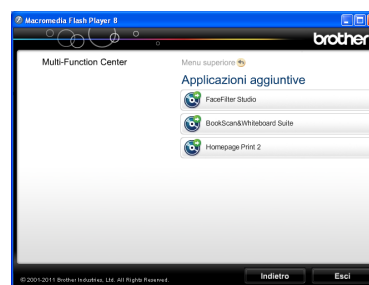 Macromedia Flash Player 8
brother
Multi-Function Center
Menu superiore
Applicazioni aggiuntive
FaceFilter Studio
BookScan&Whiteboard Suite
Homepage Print 2
© 2001-2011 Brother Industries, Ltd. All Rights Reserved.
Indietro
Esci